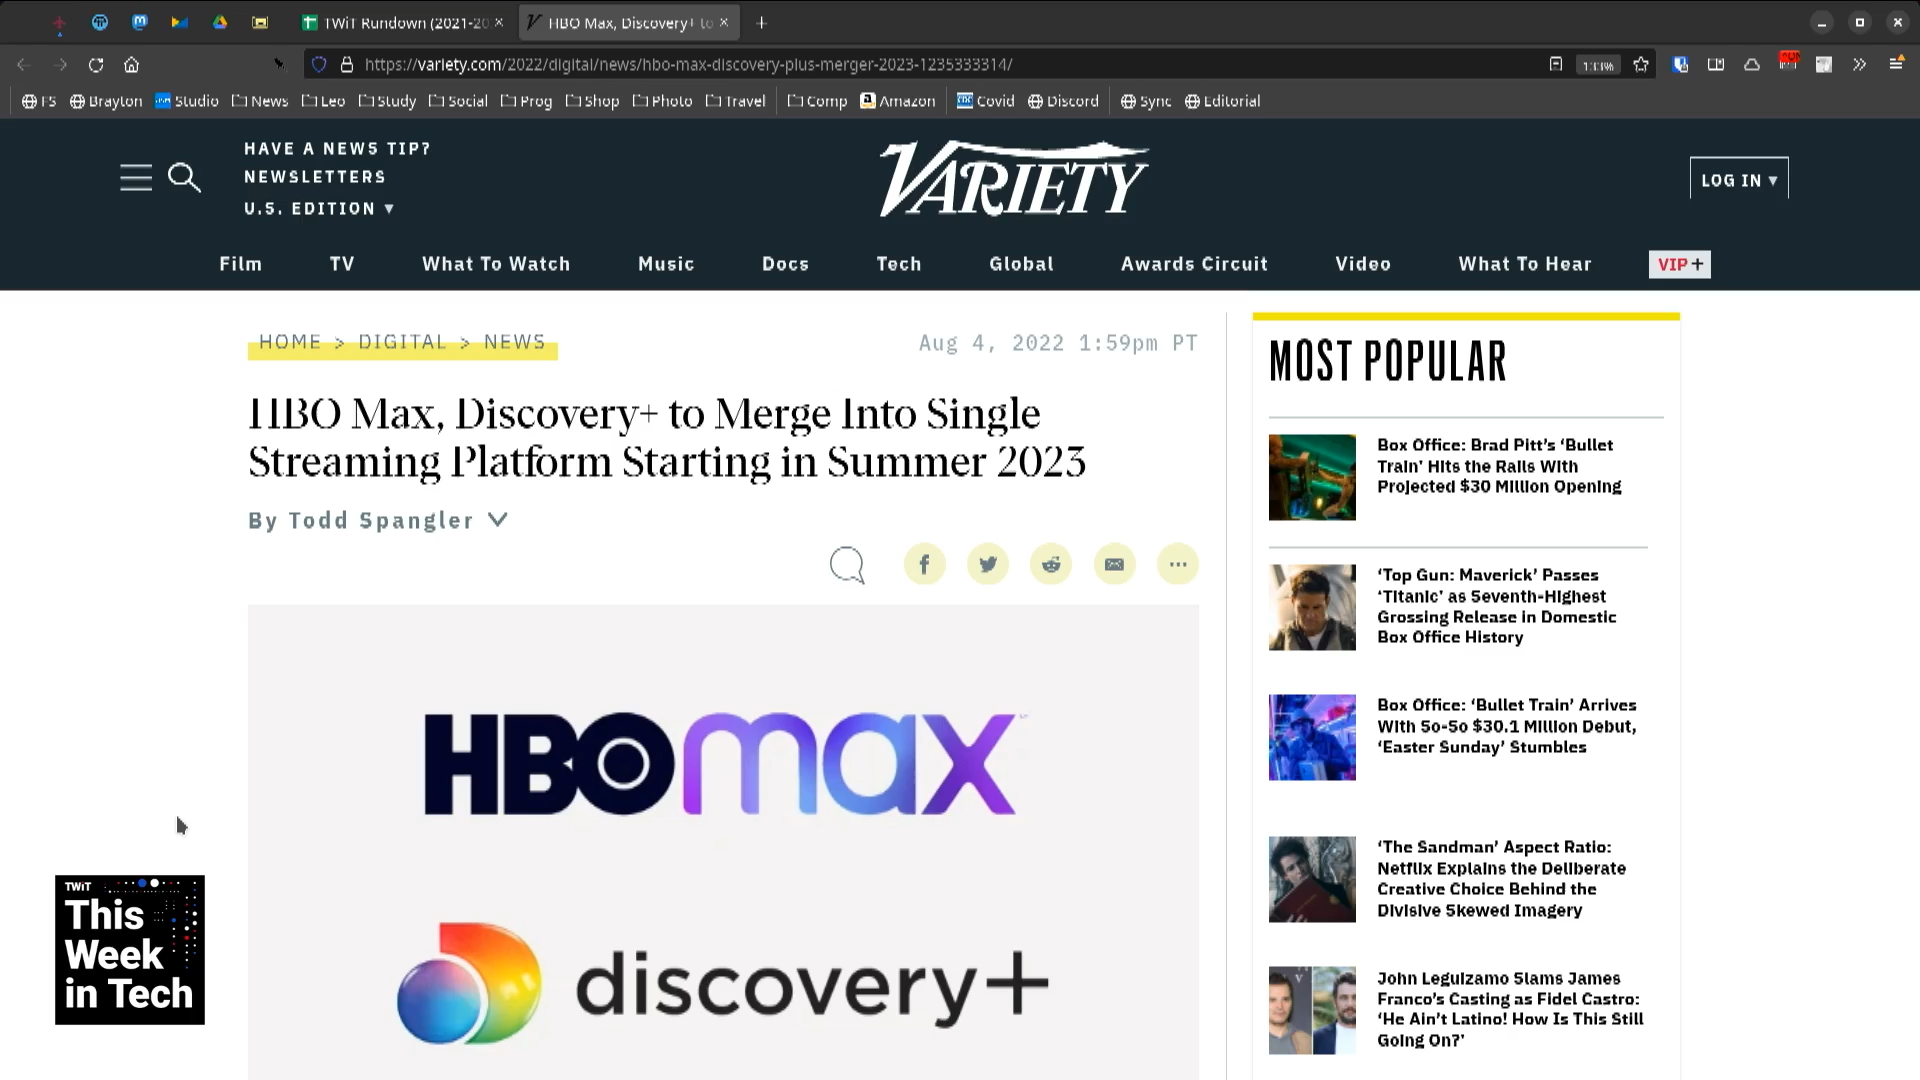 TWiT Rundown (2021-20
HBO Max, Discovery+ to
https://variety.com/2022/digital/news/hbo-max-discovery-plus-merger-2023-1235333314/
133%
FS Brayton Studio News Leo Study Social Prog Shop Photo Travel Comp Amazon Covid Discord Sync Editorial
HAVE A NEWS TIP?
NEWSLETTERS
U.S. EDITION ▼
VARIETY
LOG IN ▼
Film TV What To Watch Music Docs Tech Global Awards Circuit Video What To Hear VIP+
HOME > DIGITAL > NEWS
Aug 4, 2022 1:59pm PT
HBO Max, Discovery+ to Merge Into Single
Streaming Platform Starting in Summer 2023
By Todd Spangler
HBOmax
discovery+
MOST POPULAR
Box Office: Brad Pitt’s ‘Bullet
Train’ Hits the Rails With
Projected $30 Million Opening
‘Top Gun: Maverick’ Passes
‘Titanic’ as Seventh-Highest
Grossing Release in Domestic
Box Office History
Box Office: ‘Bullet Train’ Arrives
With So-So $30.1 Million Debut,
‘Easter Sunday’ Stumbles
‘The Sandman’ Aspect Ratio:
Netflix Explains the Deliberate
Creative Choice Behind the
Divisive Skewed Imagery
John Leguizamo Slams James
Franco’s Casting as Fidel Castro:
‘He Ain’t Latino! How Is This Still
Going On?’
TWiT
This
Week
in Tech